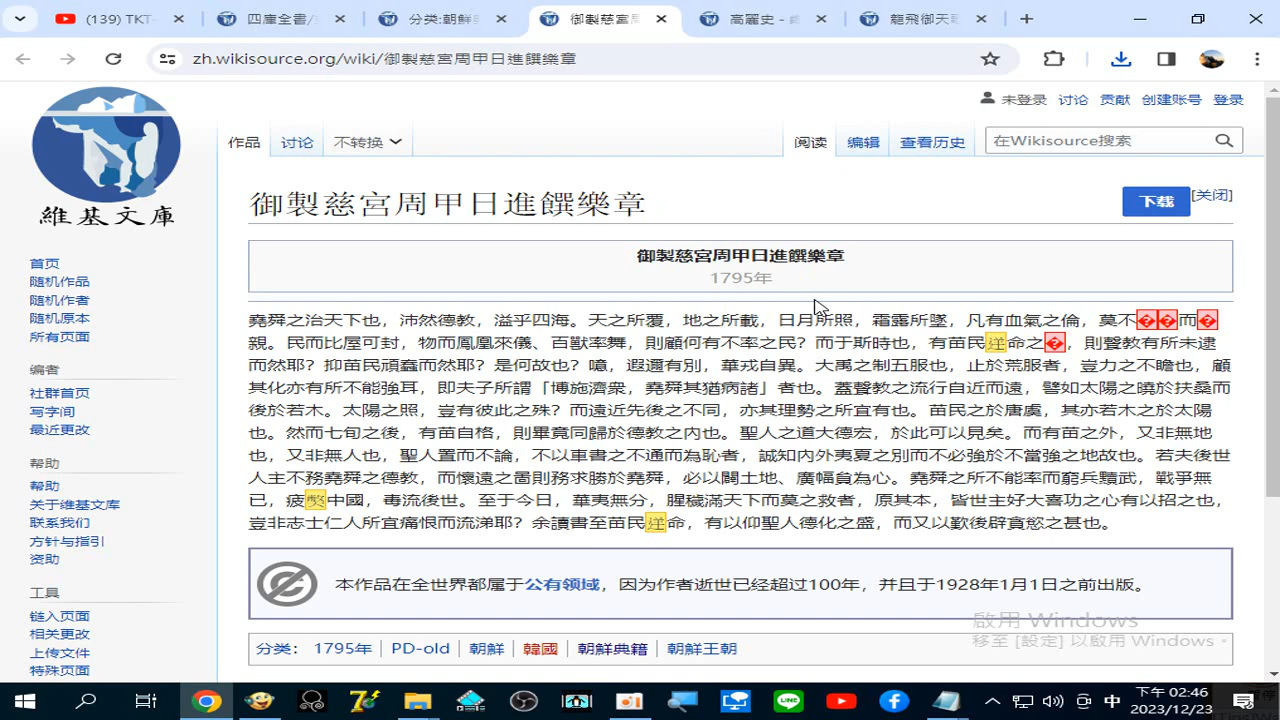 (139) TKT-
四庫全書/
分类:朝鮮
御製慈宮周
高麗史 -
龍飛御天
zh.wikisource.org/wiki/御製慈宮周甲日進饌樂章
未登录 讨论 贡献 创建账号 登录
作品 讨论 不转换 阅读 编辑 查看历史 在Wikisource搜索
維基文庫
御製慈宮周甲日進饌樂章
下载 [关闭]
御製慈宮周甲日進饌樂章
1795年
堯舜之治天下也，沛然德教，溢乎四海。天之所覆，地之所載，日月所照，霜露所墜，凡有血氣之倫，莫不��而�
親。民而比屋可封，物而鳳凰來儀、百獸率舞，則顧何有不率之民？而于斯時也，有苗民命之�，則聲教有所未逮
而然耶？抑苗民頑蠢而然耶？是何故也？噫，遐邇有別，華戎自異。大禹之制五服也，止於荒服者，豈力之不瞻也，顧
其化亦有所不能強耳，即夫子所謂「博施濟衆，堯舜其猶病諸」者也。蓋聲教之流行自近而遠，譬如太陽之曉於扶桑而
後於若木。太陽之照，豈有彼此之殊？而遠近先後之不同，亦其理勢之所宜有也。苗民之於唐虞，其亦若木之於太陽
也。然而七旬之後，有苗自格，則畢竟同歸於德教之內也。聖人之道大德宏，於此可以見矣。而有苗之外，又非無地
也，又非無人也，聖人置而不論，不以車書之不通而為恥者，誠知内外夷夏之別而不必強於不當強之地故也。若夫後世
人主不務堯舜之德教，而懷遠之啚則務求勝於堯舜，必以闢土地、廣幅員為心。堯舜之所不能率而窮兵贖武，戰爭無
已，疲中國，毒流後世。至于今日，華夷無分，腥穢滿天下而莫之救者，原其本，皆世主好大喜功之心有以招之也，
豈非志士仁人所宜痛恨而流涕耶？余讀書至苗民命，有以仰聖人德化之盛，而又以歎後辟貪慾之甚也。
本作品在全世界都属于公有领域，因为作者逝世已经超过100年，并且于1928年1月1日之前出版。
分类： 1795年 PD-old 朝鮮 韓國 朝鮮典籍 朝鮮王朝
首页
随机作品
随机作者
随机原本
所有页面
编者
社群首页
写字间
最近更改
帮助
帮助
关于维基文库
联系我们
方针与指引
资助
工具
链入页面
相关更改
上传文件
特殊页面
啟用 Windows
移至 [設定] 以啟用 Windows。
中
下午 02:46
2023/12/23